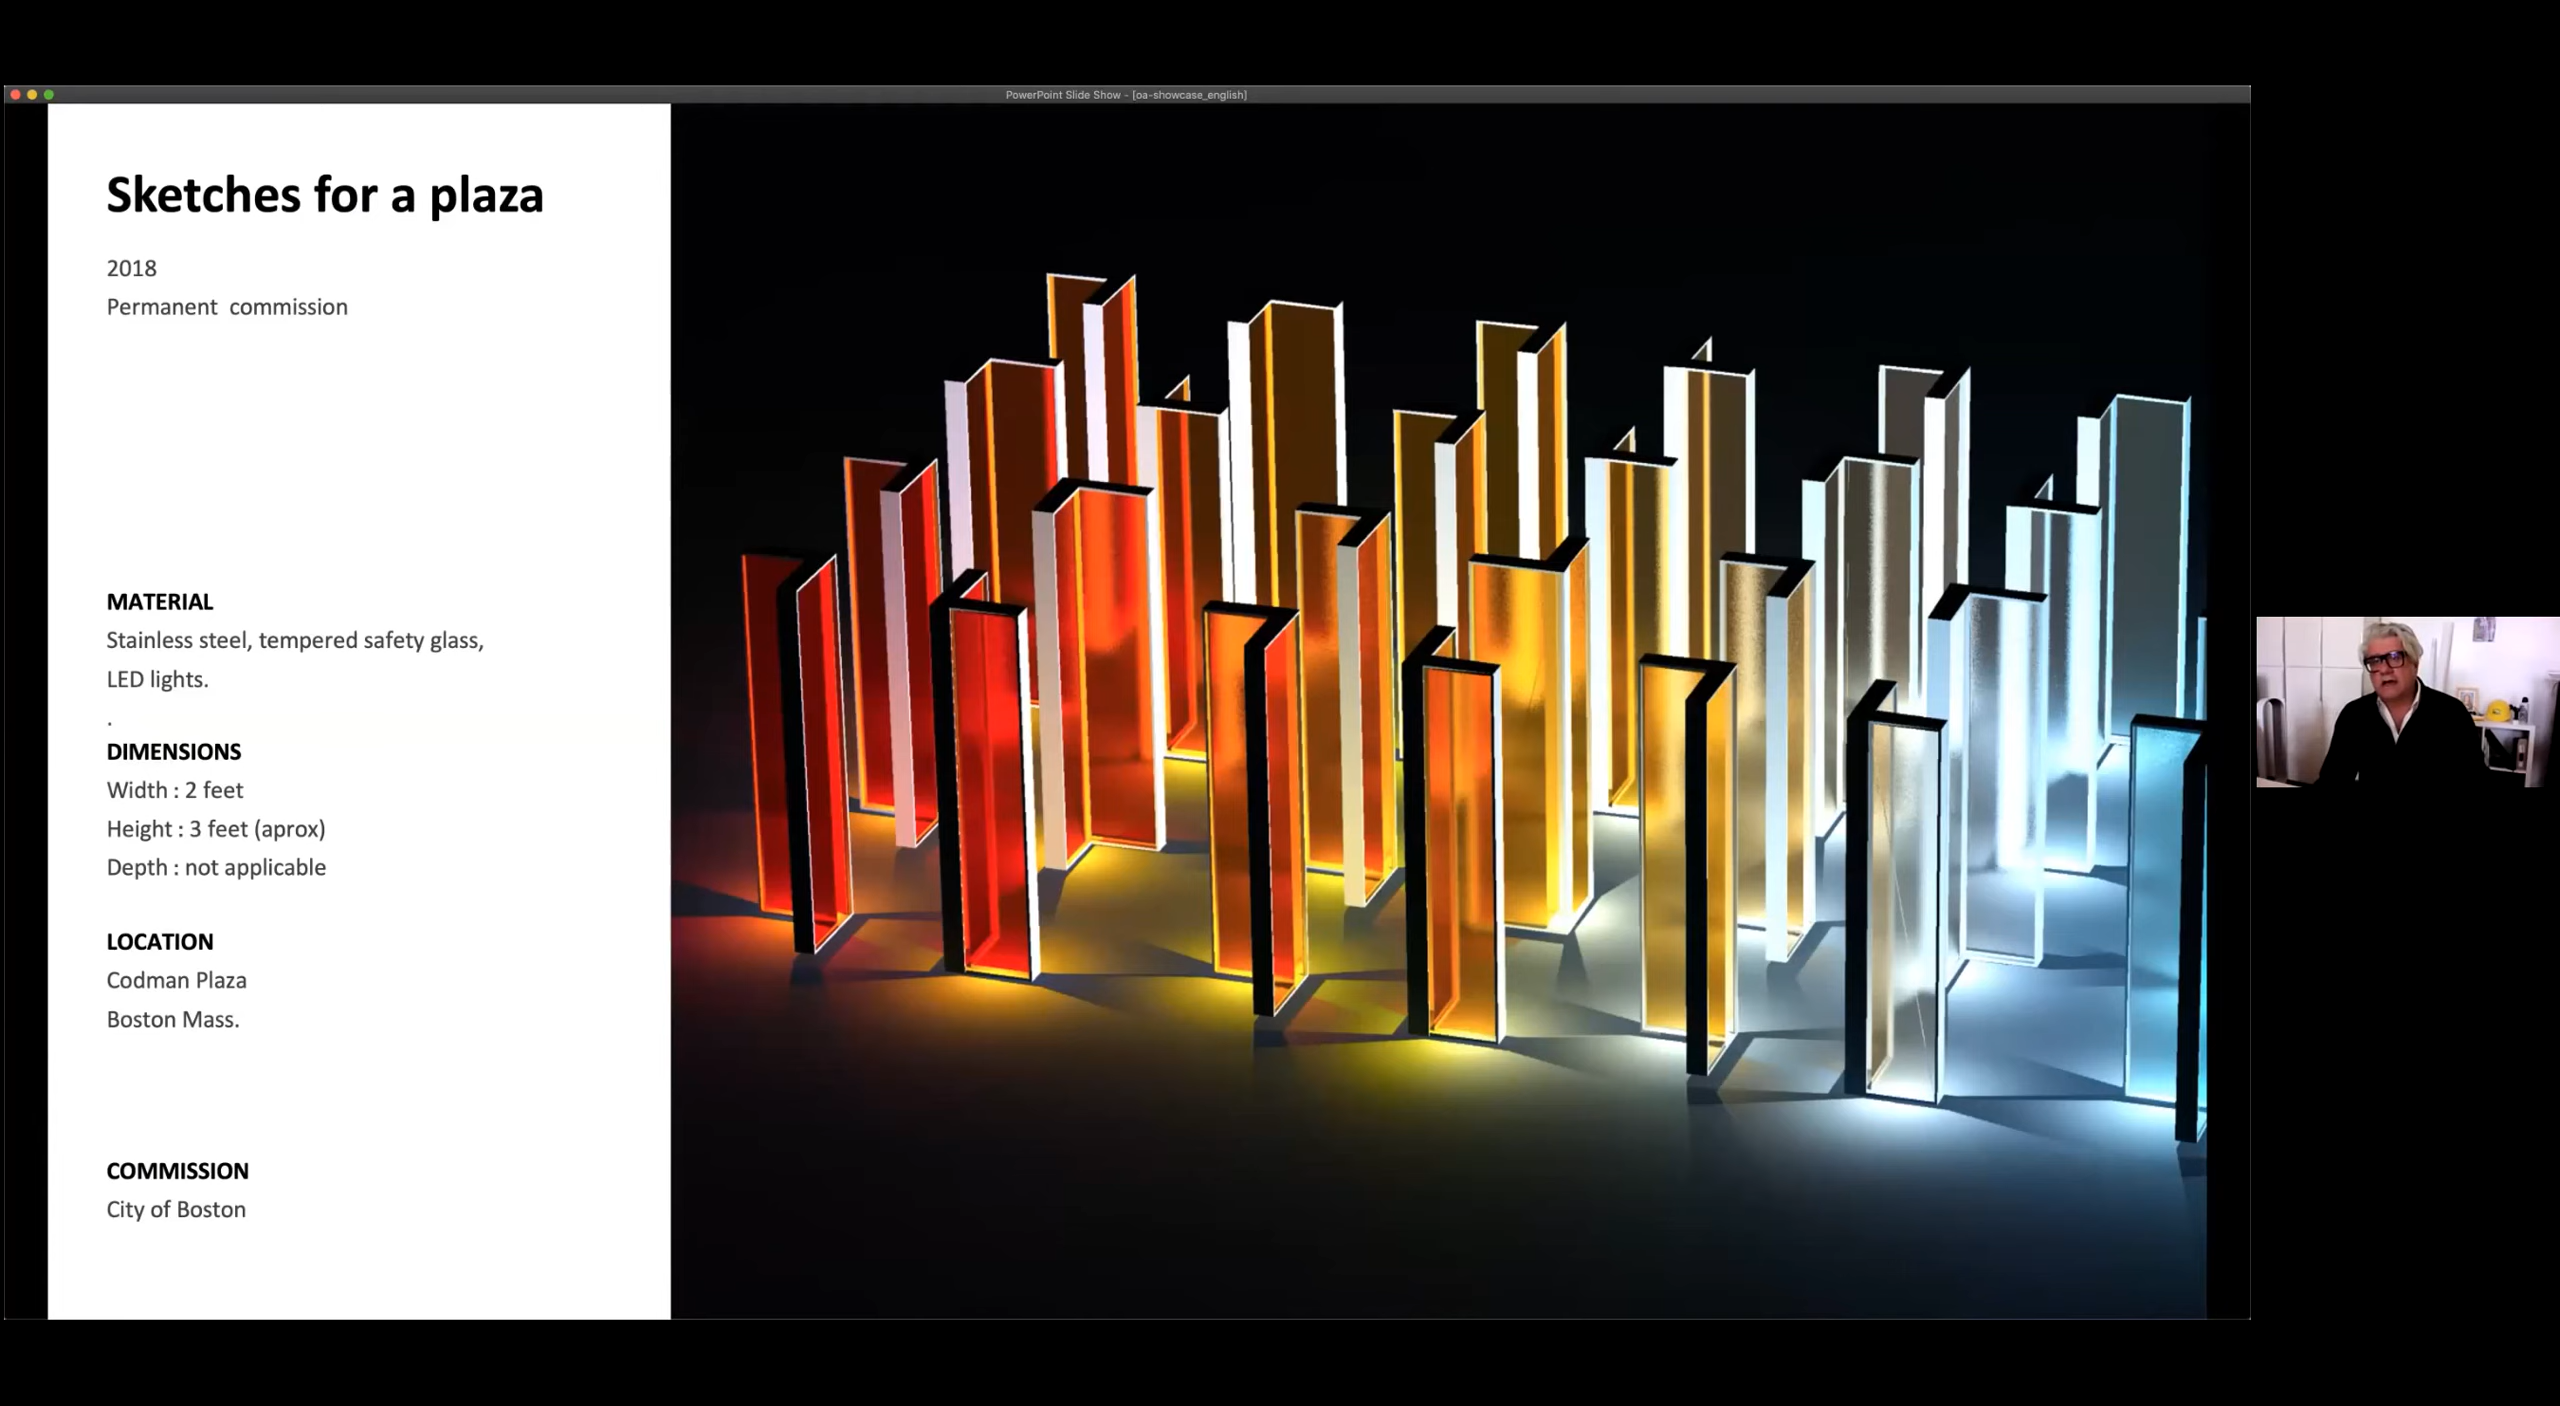 PowerPoint Slide Show - [oa-showcase_english]
Sketches for a plaza
2018
Permanent  commission
MATERIAL
Stainless steel, tempered safety glass,
LED lights.
.
DIMENSIONS
Width : 2 feet
Height : 3 feet (aprox)
Depth : not applicable
LOCATION
Codman Plaza
Boston Mass.
COMMISSION
City of Boston